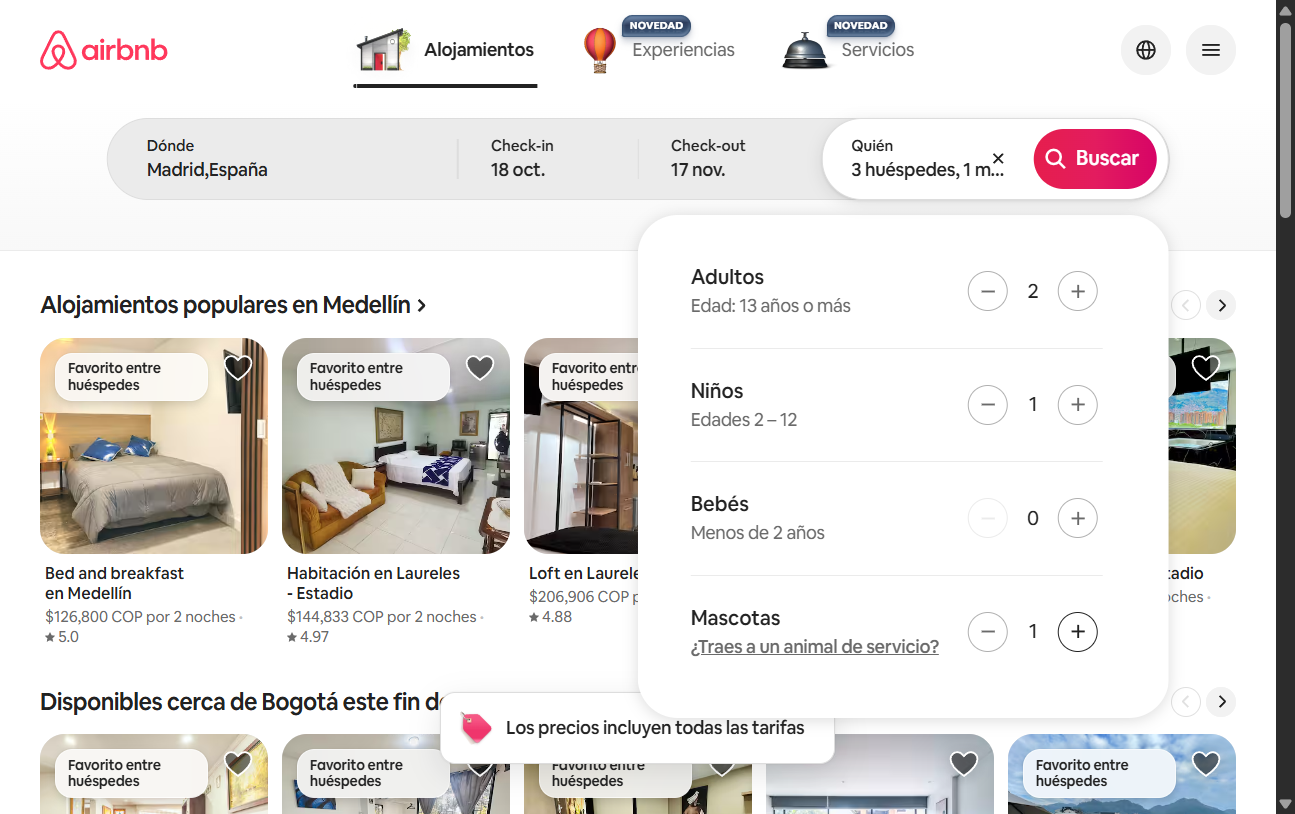 airbnb
Alojamientos
NOVEDAD
Experiencias
NOVEDAD
Servicios
Dónde
Madrid,España
Check-in
18 oct.
Check-out
17 nov.
Quién
3 huéspedes, 1 m...
Buscar
Adultos
Edad: 13 años o más
2
Niños
Edades 2 – 12
1
Bebés
Menos de 2 años
0
Mascotas
¿Traes a un animal de servicio?
1
Alojamientos populares en Medellín
Favorito entre
huéspedes
Favorito entre
huéspedes
Favorito entr
huéspedes
Bed and breakfast
en Medellín
$126,800 COP por 2 noches ·
5.0
Habitación en Laureles
- Estadio
$144,833 COP por 2 noches ·
4.97
Loft en Laurele
$206,906 COP p
4.88
tadio
oches ·
Disponibles cerca de Bogotá este fin de
Los precios incluyen todas las tarifas
Favorito entre
huéspedes
Favorito entre
huéspedes
Favorito entre
huéspedes
Favorito entre
huéspedes